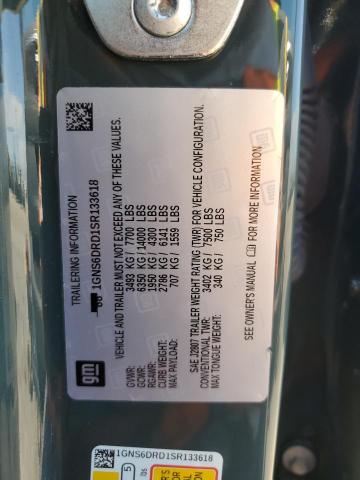 TRAILERING INFORMATION
1GNS6DRD1SR133618
VEHICLE AND TRAILER MUST NOT EXCEED ANY OF THESE VALUES.
GVWR: 3493 KG / 7700 LBS
GCWR: 6350 KG / 14000 LBS
RGAWR: 1950 KG / 4300 LBS
CURB WEIGHT: 2786 KG / 6141 LBS
MAX PAYLOAD: 707 KG / 1559 LBS
SAE J2807 TRAILER WEIGHT RATING (TWR) FOR VEHICLE CONFIGURATION.
CONVENTIONAL TWR: 3402 KG / 7500 LBS
MAX TONGUE WEIGHT: 340 KG / 750 LBS
SEE OWNER'S MANUAL FOR MORE INFORMATION.
gm
1GNS6DRD1SR133618
5